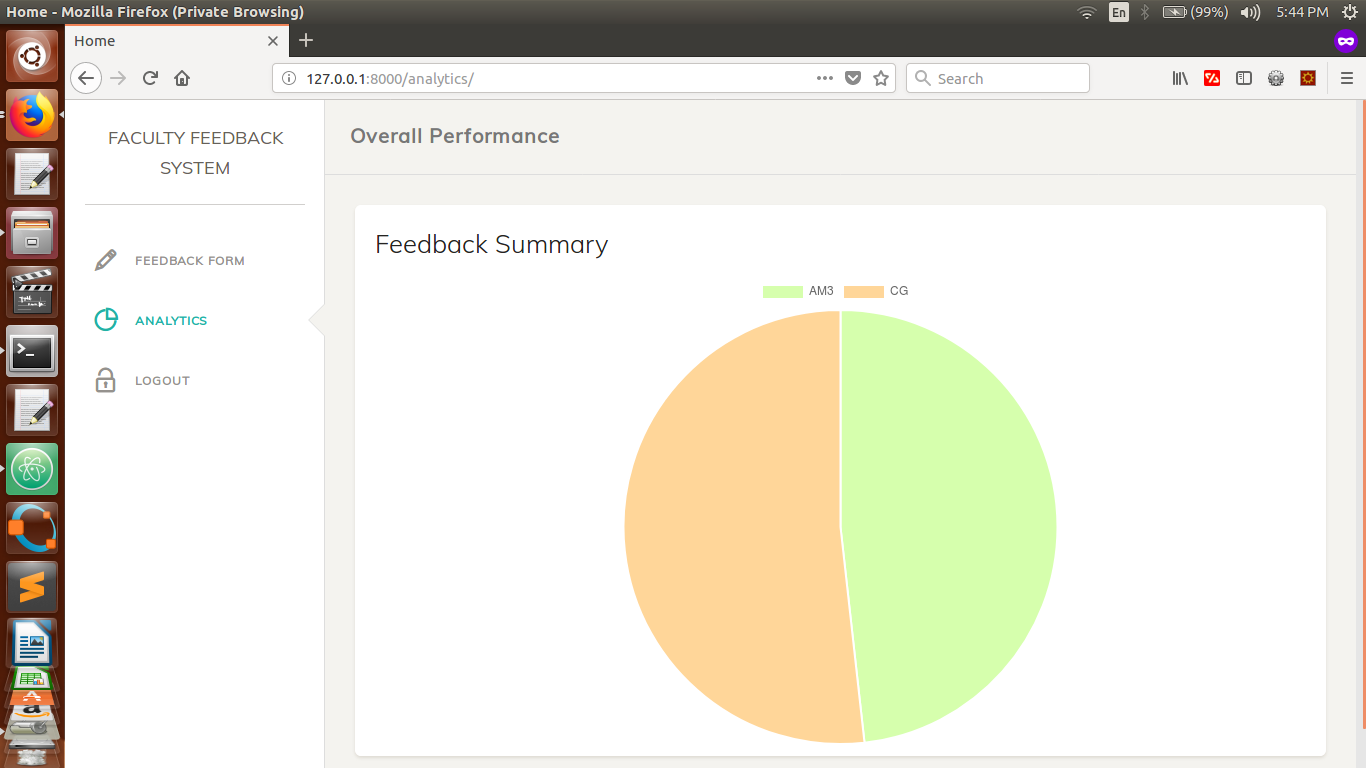 Home - Mozilla Firefox (Private Browsing)
En
(99%)
5:44 PM
Home
127.0.0.1:8000/analytics/
Search
FACULTY FEEDBACK
SYSTEM
FEEDBACK FORM
ANALYTICS
LOGOUT
Overall Performance
Feedback Summary
AM3
CG